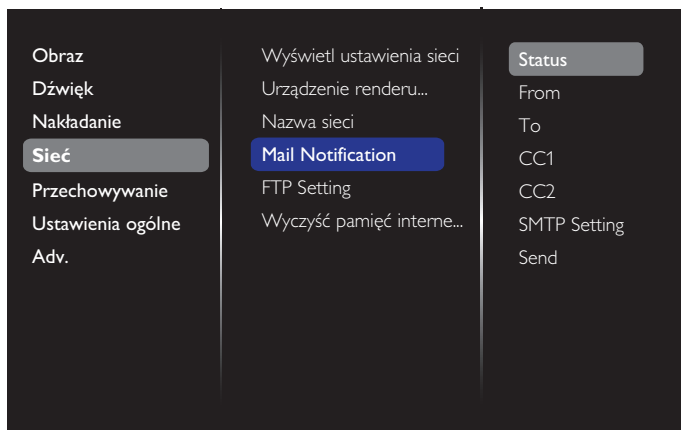 Obraz
Dźwięk
Nakładanie
Sieć
Przechowywanie
Ustawienia ogólne
Adv.
Wyświetl ustawienia sieci
Urządzenie renderu...
Nazwa sieci
Mail Notification
FTP Setting
Wyczyść pamięć interne...
Status
From
To
CC1
CC2
SMTP Setting
Send